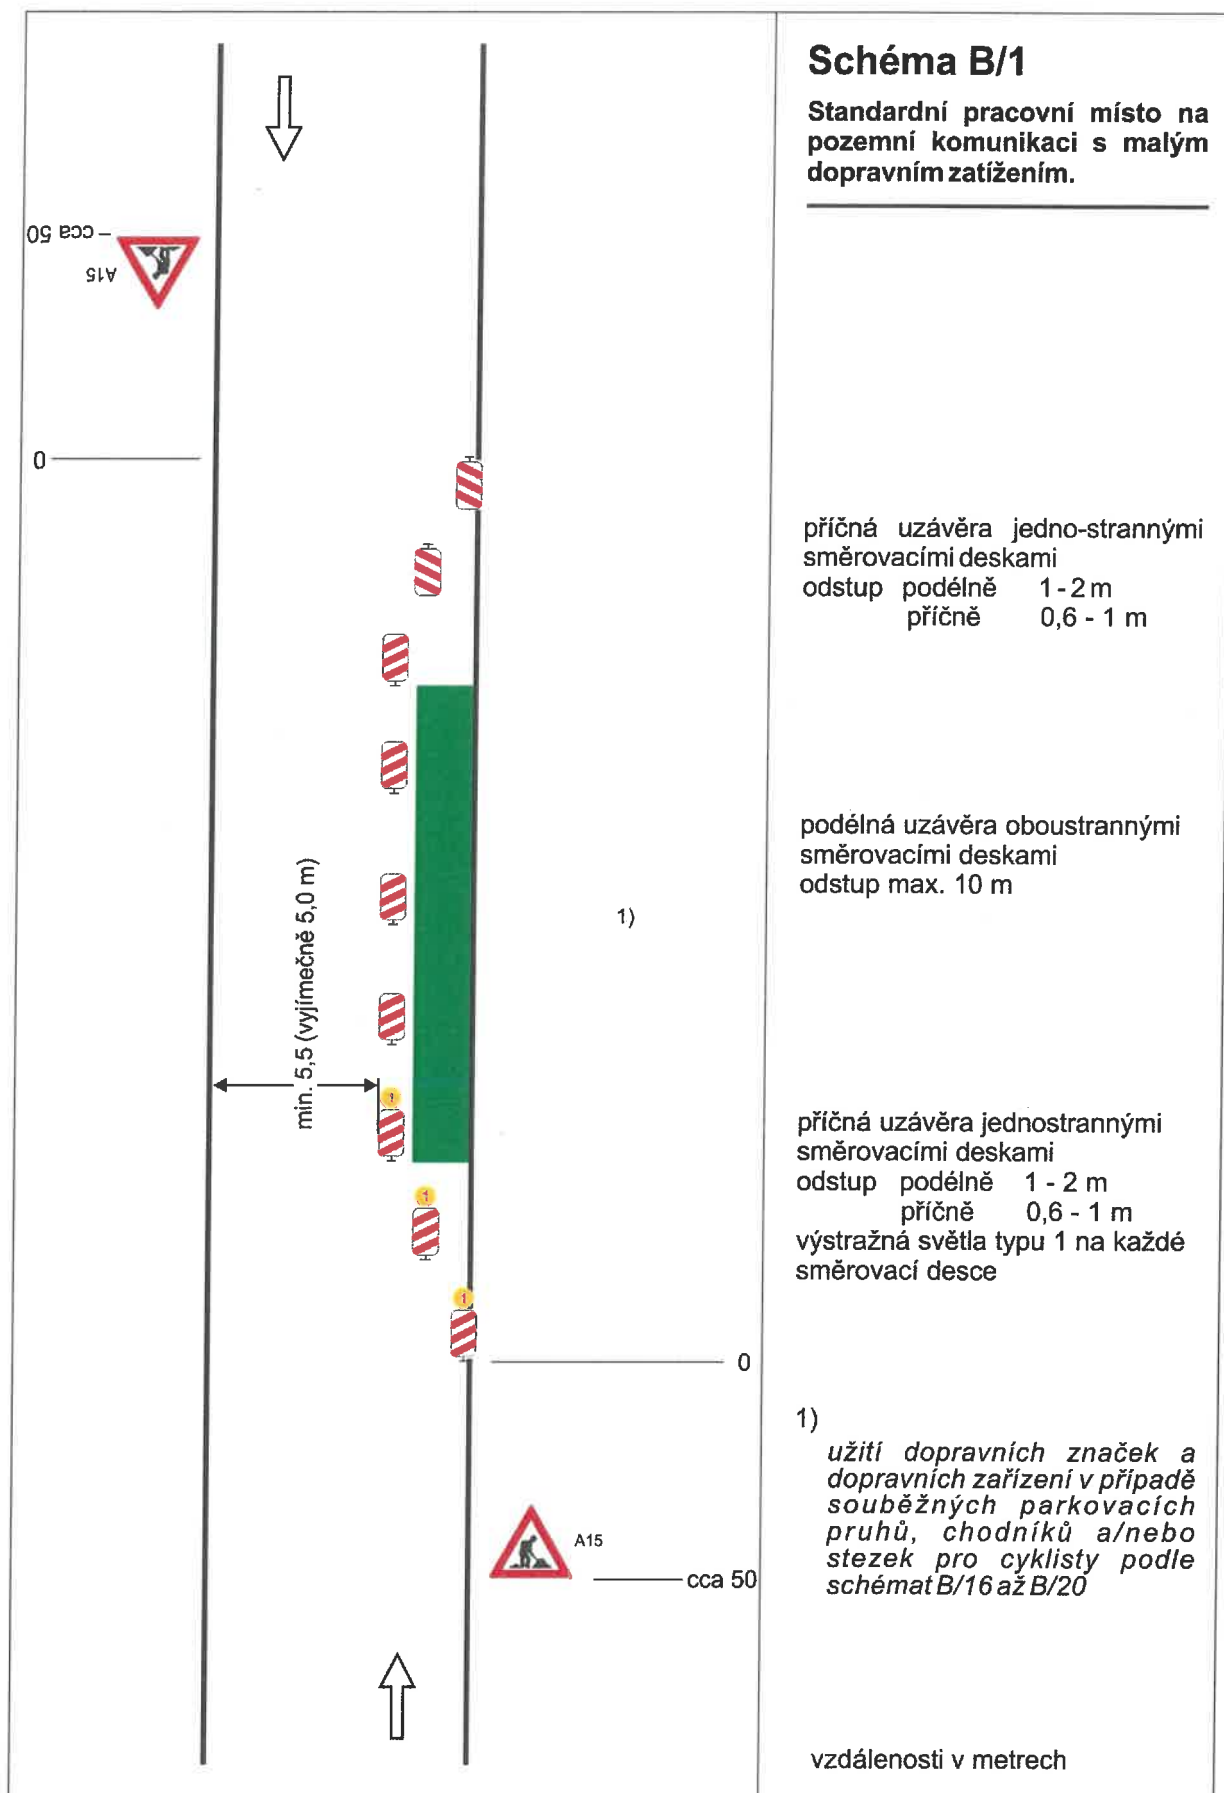 Schéma B/1
Standardní pracovní místo na
pozemní komunikaci s malým
dopravním zatížením.
cca 50
A15
0
příčná uzávěra jedno-strannými
směrovacími deskami
odstup podélně 1 - 2 m
příčně 0,6 - 1 m
podélná uzávěra oboustrannými
směrovacími deskami
odstup max. 10 m
1)
min. 5,5 (vyjímečně 5,0 m)
1
1
1
příčná uzávěra jednostrannými
směrovacími deskami
odstup podélně 1 - 2 m
příčně 0,6 - 1 m
výstražná světla typu 1 na každé
směrovací desce
0
1)
užití dopravních značek a
dopravních zařízení v případě
souběžných parkovacích
pruhů, chodníků a/nebo
stezek pro cyklisty podle
schémat B/16 až B/20
A15
cca 50
vzdálenosti v metrech